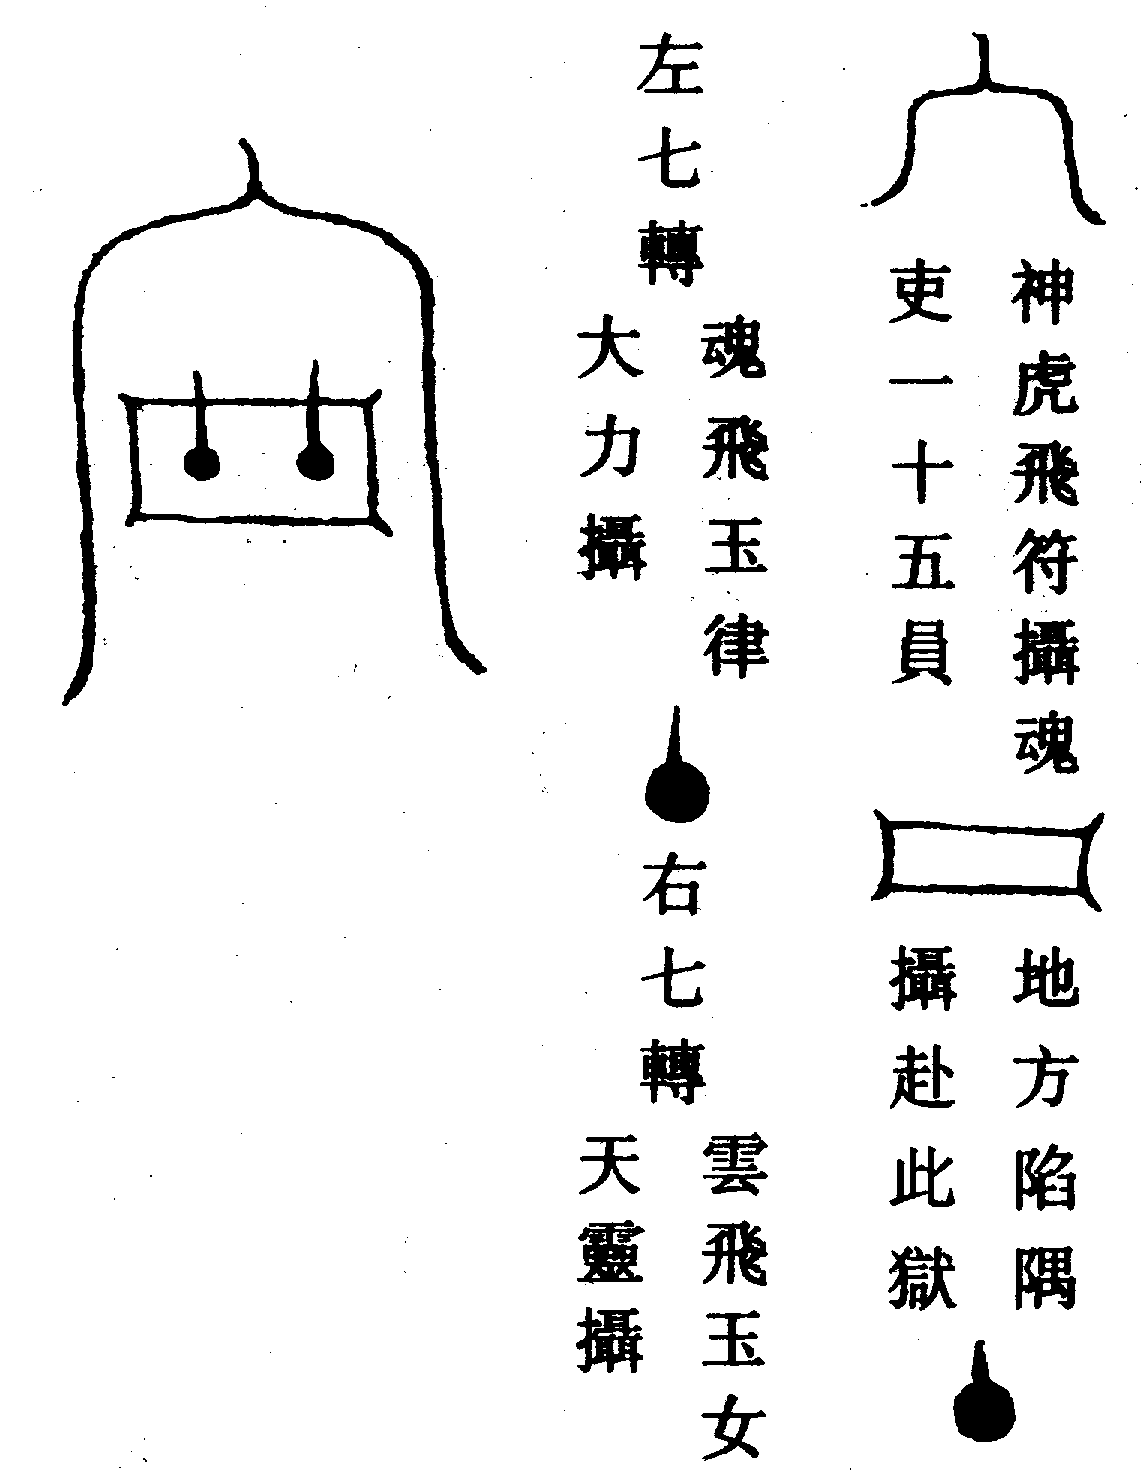 神虎飛符攝魂
吏一十五員
地方陷隅
攝赴此獄
左七轉
魂飛玉律
大力攝
右七轉
雲飛玉女
天靈攝